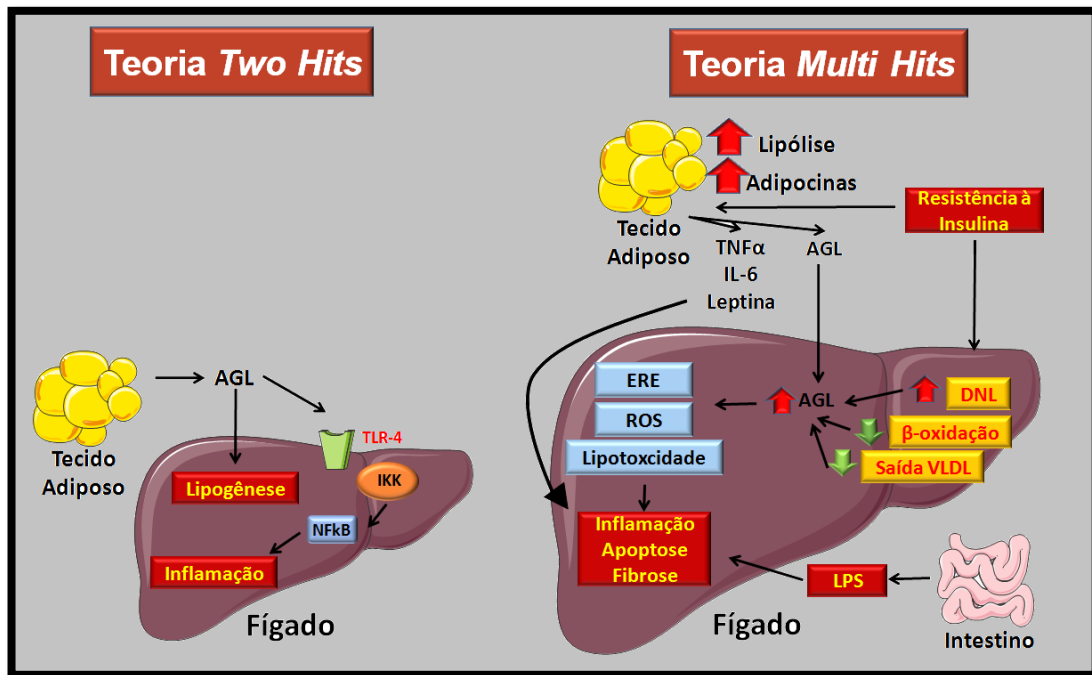 Teoria Two Hits
Tecido
Adiposo
AGL
TLR-4
IKK
NFkB
Lipogênese
Inflamação
Fígado
Teoria Multi Hits
Lipólise
Adipocinas
Tecido
Adiposo
Resistência à
Insulina
TNFα
IL-6
Leptina
AGL
ERE
ROS
Lipotoxcidade
AGL
DNL
β-oxidação
Saída VLDL
Inflamação
Apoptose
Fibrose
LPS
Intestino
Fígado